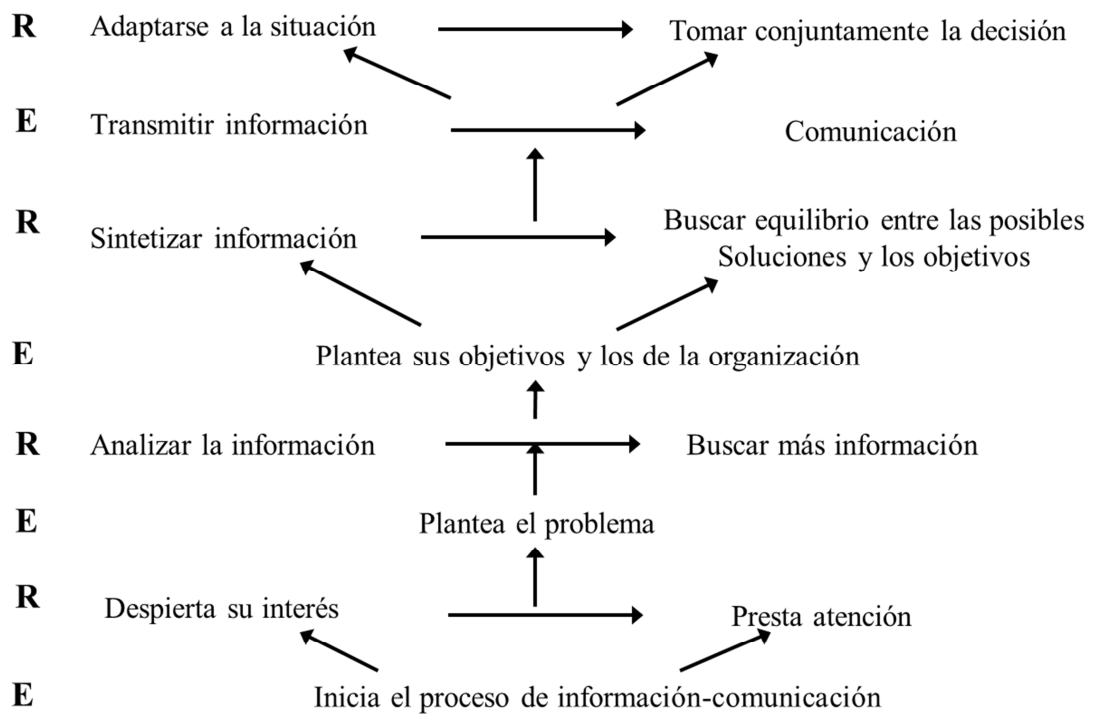 R Adaptarse a la situación Tomar conjuntamente la decisión
E Transmitir información Comunicación
R Sintetizar información Buscar equilibrio entre las posibles
Soluciones y los objetivos
E Plantea sus objetivos y los de la organización
R Analizar la información Buscar más información
E Plantea el problema
R Despierta su interés Presta atención
E Inicia el proceso de información-comunicación